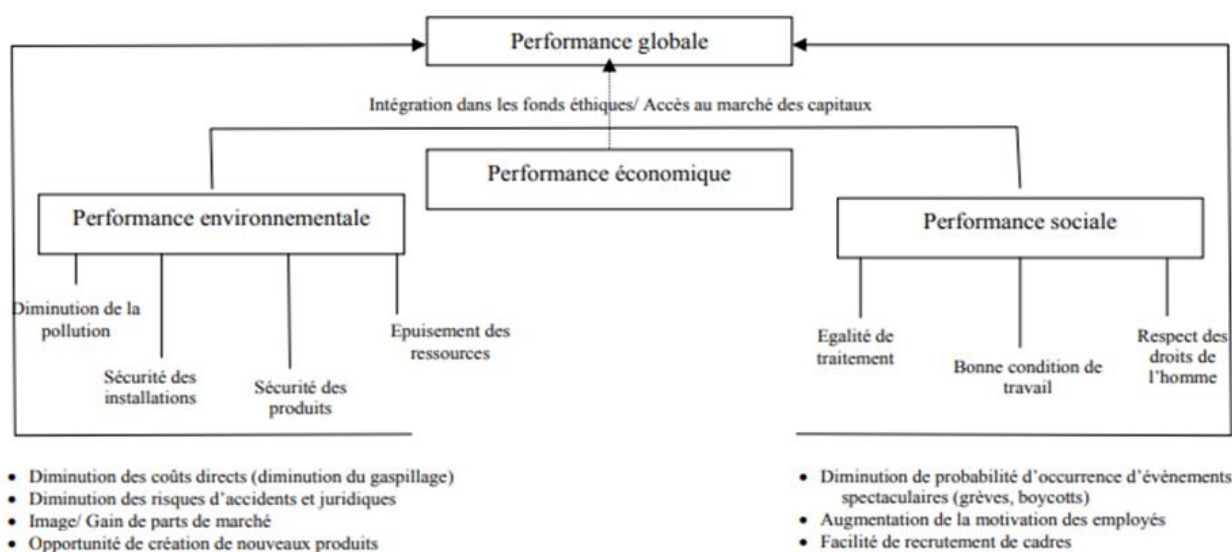 Performance globale
Intégration dans les fonds éthiques/ Accès au marché des capitaux
Performance économique
Performance environnementale
Performance sociale
Diminution de la
pollution
Sécurité des
installations
Sécurité des
produits
Epuisement des
ressources
Egalité de
traitement
Bonne condition de
travail
Respect des
droits de
l'homme
• Diminution des coûts directs (diminution du gaspillage)
• Diminution des risques d'accidents et juridiques
• Image/ Gain de parts de marché
• Opportunité de création de nouveaux produits
• Diminution de probabilité d'occurrence d'évènements
spectaculaires (grèves, boycotts)
• Augmentation de la motivation des employés
• Facilité de recrutement de cadres